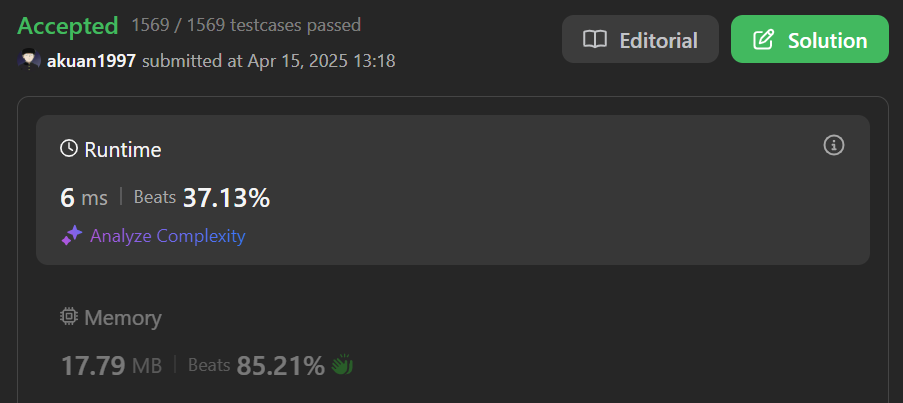 Accepted 1569 / 1569 testcases passed
Editorial
Solution
akuan1997 submitted at Apr 15, 2025 13:18
Runtime
6 ms | Beats 37.13%
Analyze Complexity
Memory
17.79 MB | Beats 85.21%